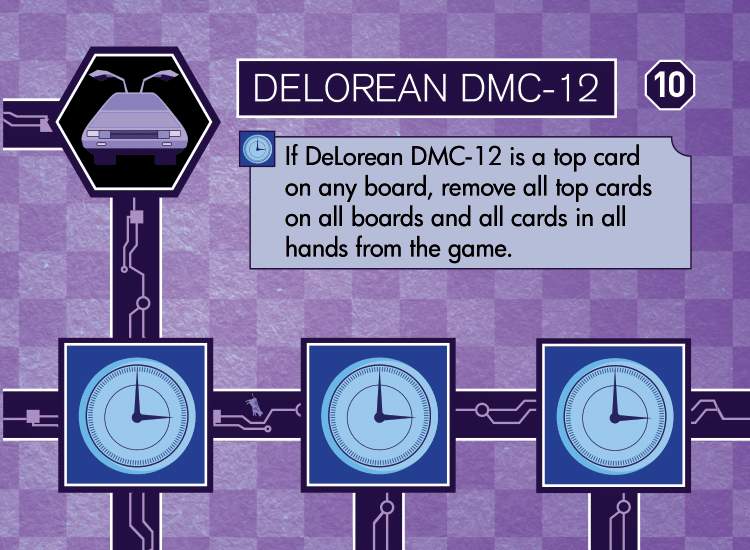 DELOREAN DMC-12
10
If DeLorean DMC-12 is a top card
on any board, remove all top cards
on all boards and all cards in all
hands from the game.